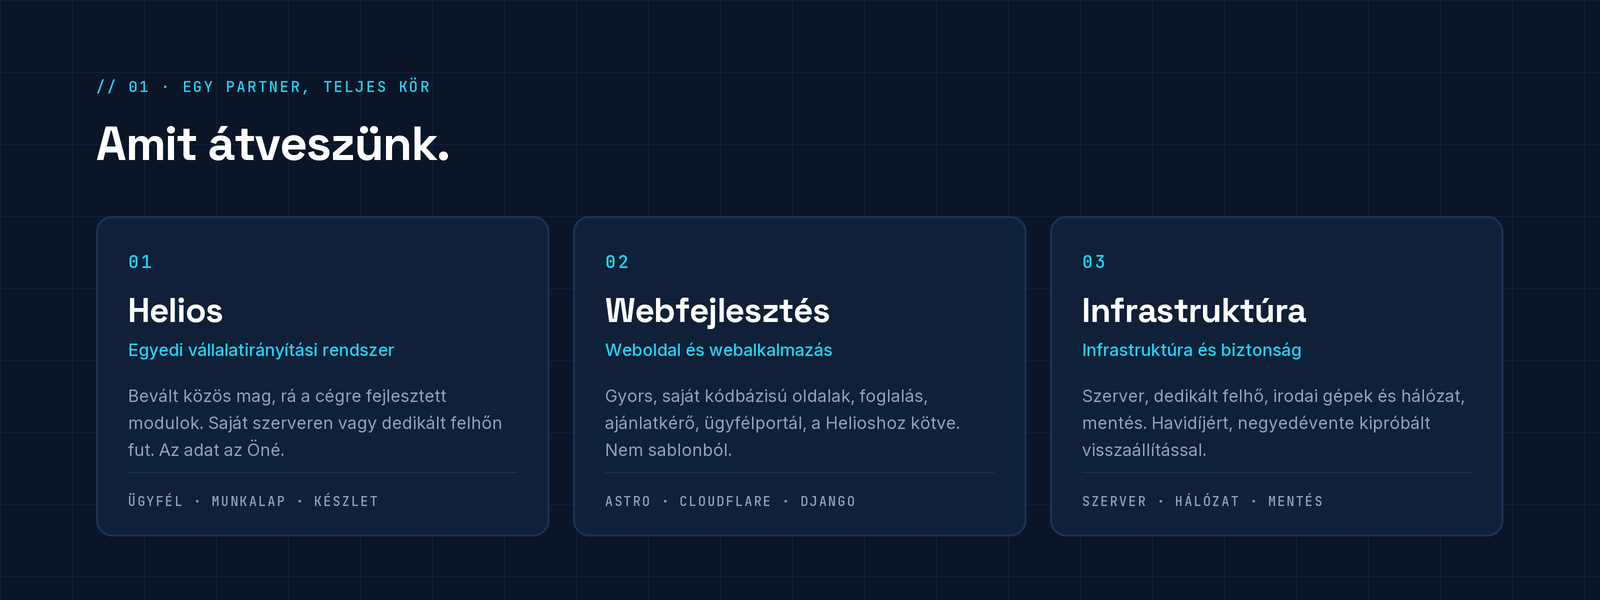 // 01 · EGY PARTNER, TELJES KÖR
Amit átveszünk.
01
Helios
Egyedi vállalatirányítási rendszer
Bevált közös mag, rá a cégre fejlesztett
modulok. Saját szerveren vagy dedikált felhőn
fut. Az adat az Öné.
ÜGYFÉL · MUNKALAP · KÉSZLET
02
Webfejlesztés
Weboldal és webalkalmazás
Gyors, saját kódbázisú oldalak, foglalás,
ajánlatkérő, ügyfélportál, a Helioshoz kötve.
Nem sablonból.
ASTRO · CLOUDFLARE · DJANGO
03
Infrastruktúra
Infrastruktúra és biztonság
Szerver, dedikált felhő, irodai gépek és hálózat,
mentés. Havidíjért, negyedévente kipróbált
visszaállítással.
SZERVER · HÁLÓZAT · MENTÉS